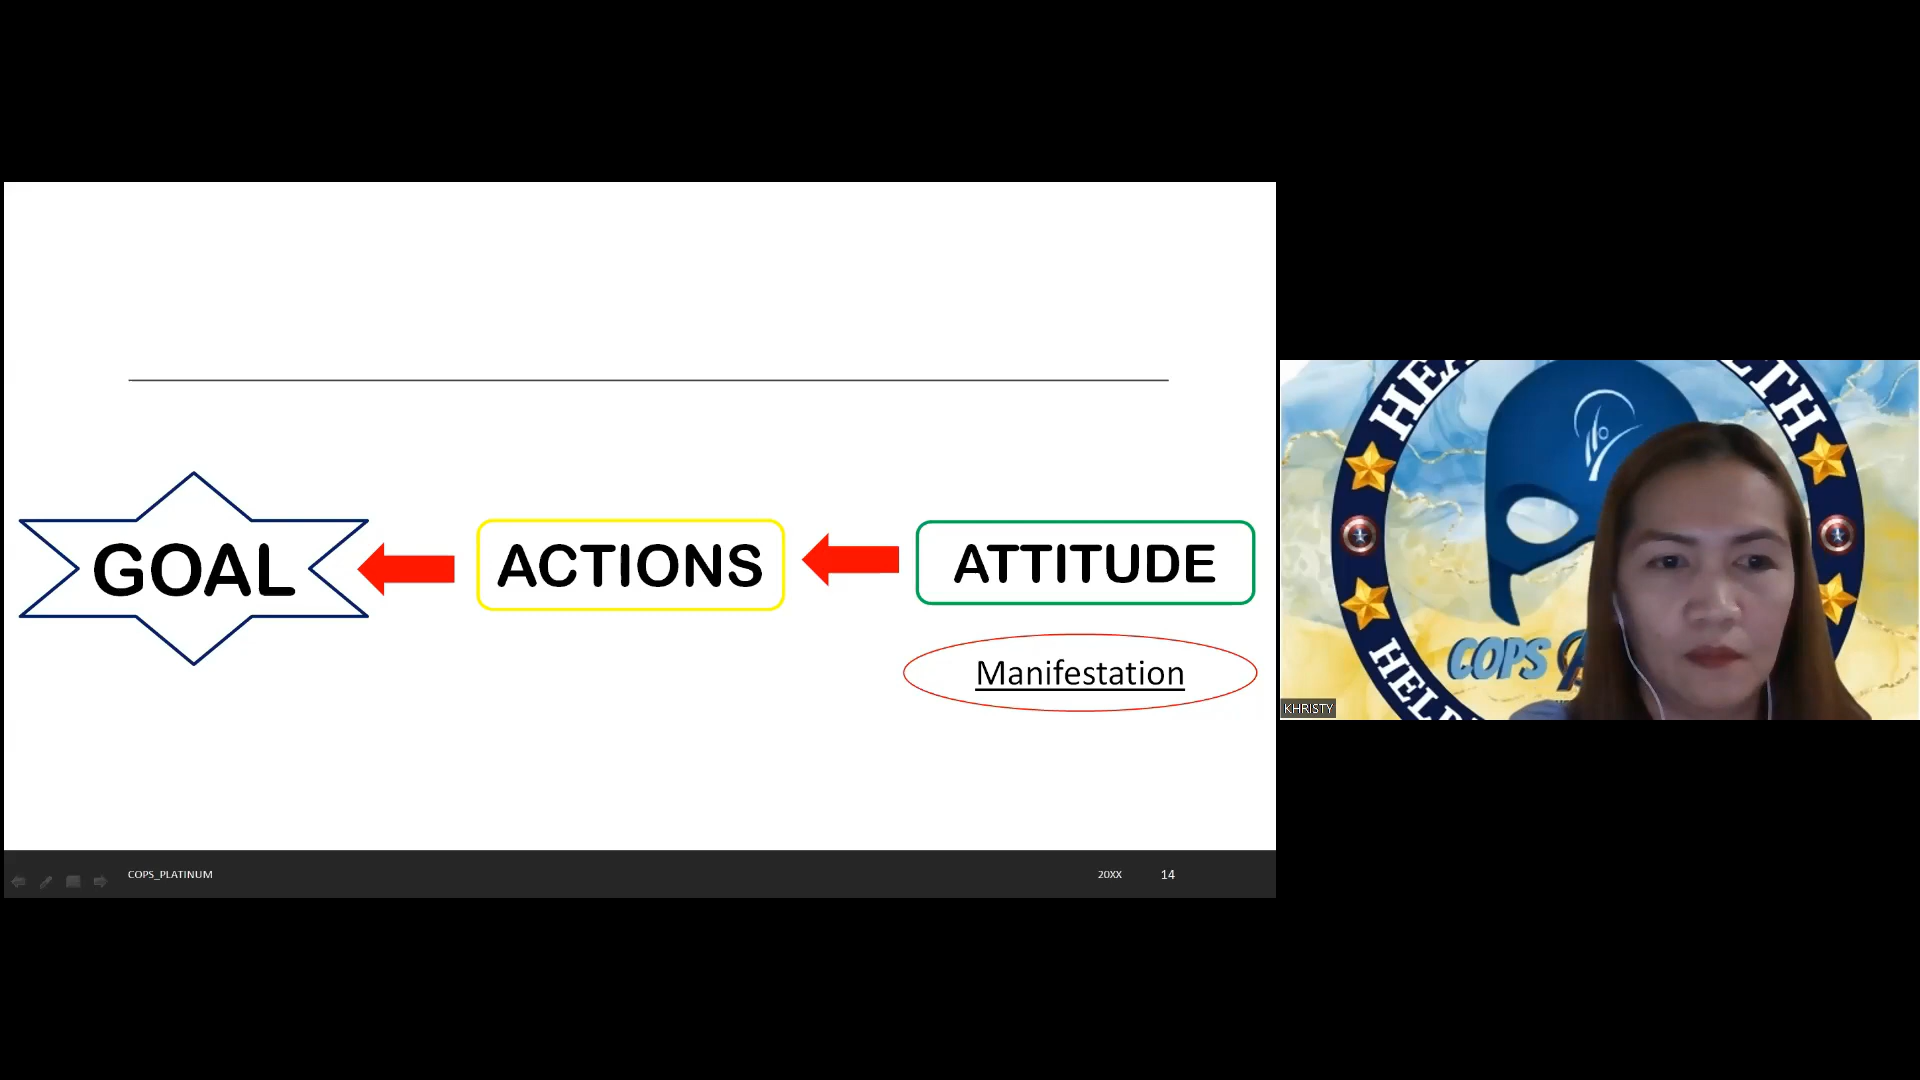 GOAL
ACTIONS
ATTITUDE
Manifestation
COPS_PLATINUM
20XX
14
COPS
KHRISTY